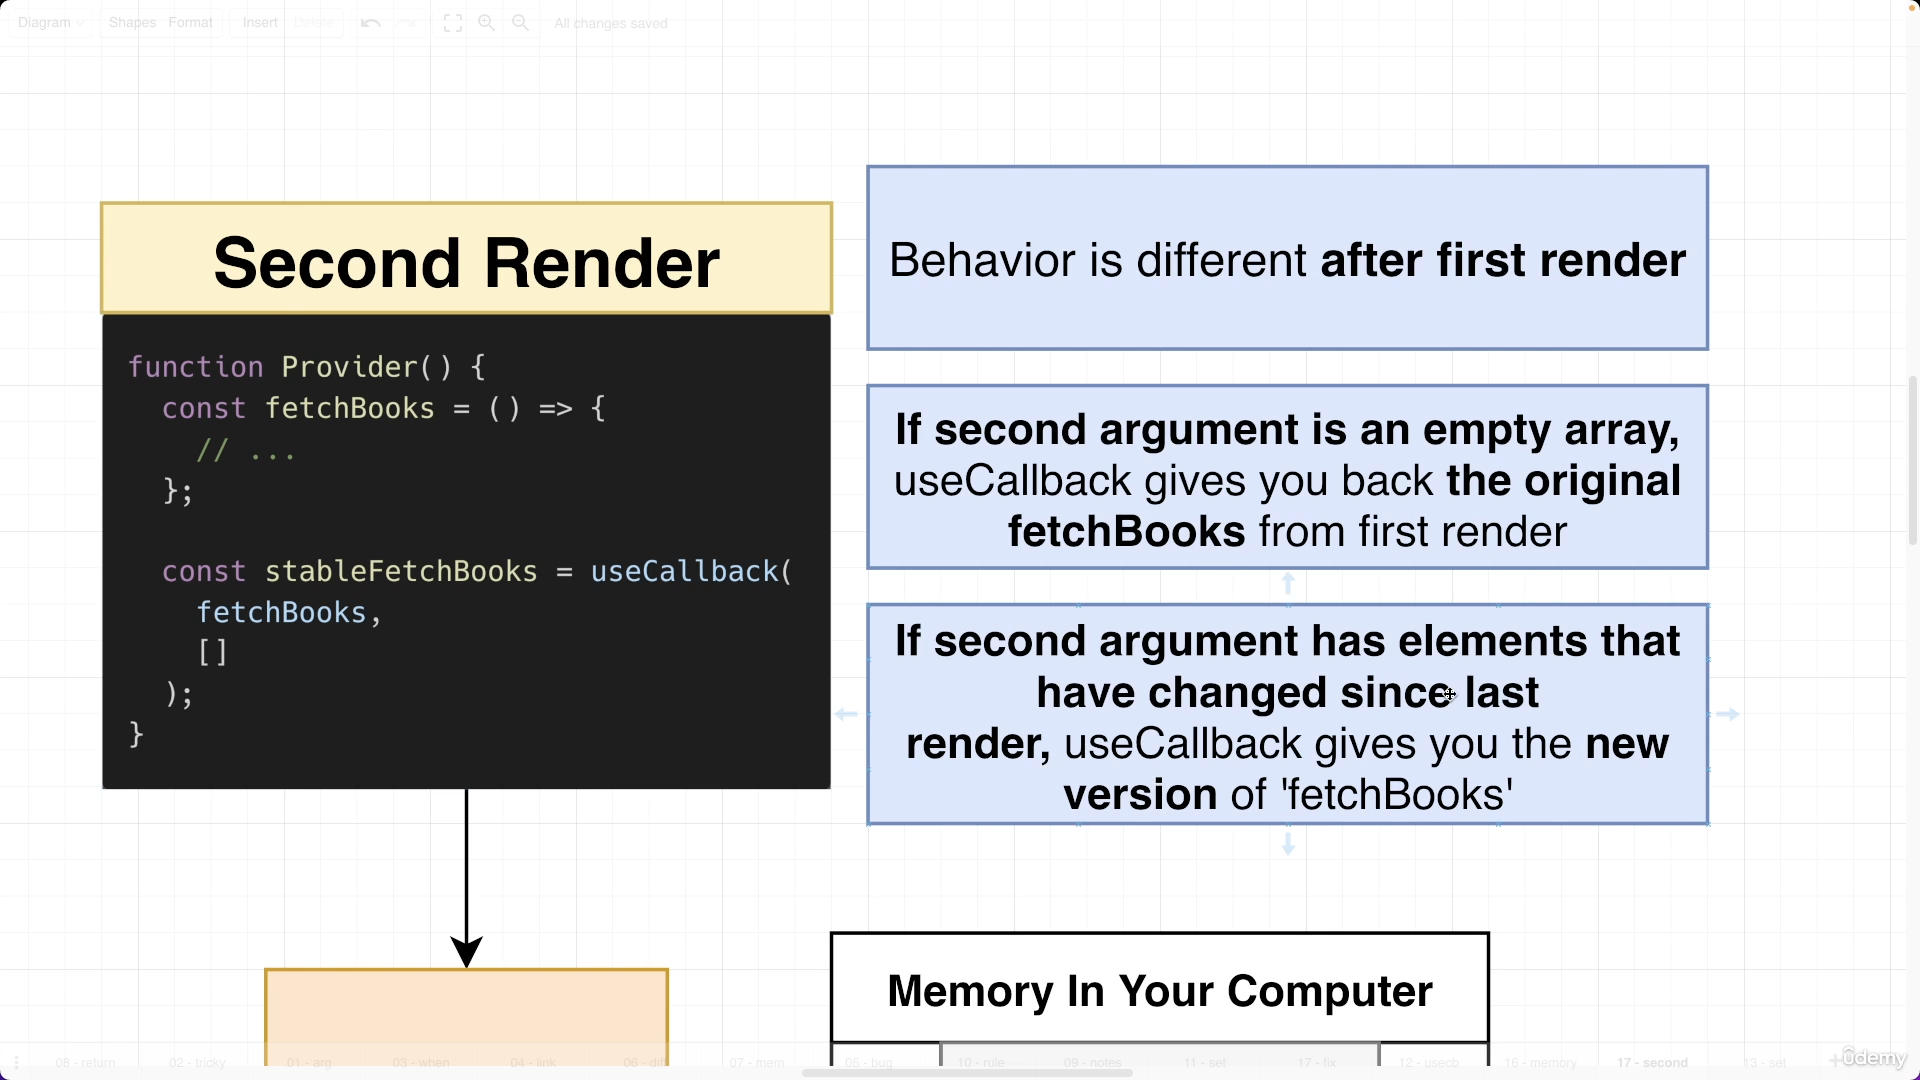 Diagram Shapes Format Insert Delete All changes saved
Second Render
function Provider() {
const fetchBooks = () => {
// ...
};
const stableFetchBooks = useCallback(
fetchBooks,
[]
);
}
Behavior is different after first render
If second argument is an empty array,
useCallback gives you back the original
fetchBooks from first render
If second argument has elements that
have changed since last
render, useCallback gives you the new
version of 'fetchBooks'
Memory In Your Computer
08 - return 02 - tricky 01 - arg 03 - when 04 - link 06 - diff 07 - mem 05 - bug 10 - rule 09 - notes 11 - set 17 - fix 12 - usecb 16 - memory 17 - second 13 - set
ûdemy